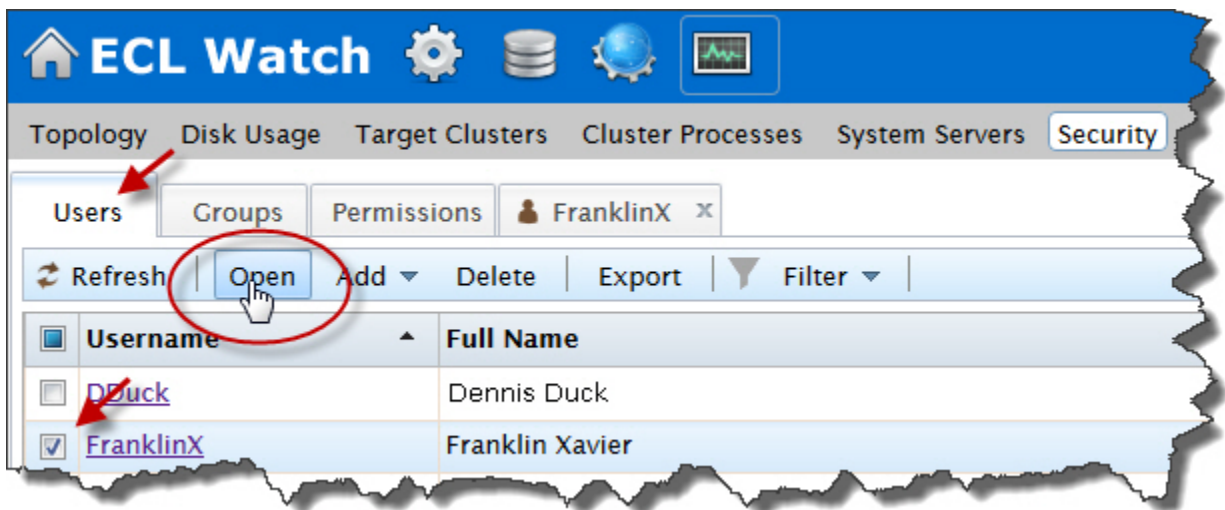 ECL Watch
Topology Disk Usage Target Clusters Cluster Processes System Servers Security
Users Groups Permissions FranklinX x
Refresh Open Add Delete Export Filter
Username Full Name
DDuck Dennis Duck
FranklinX Franklin Xavier